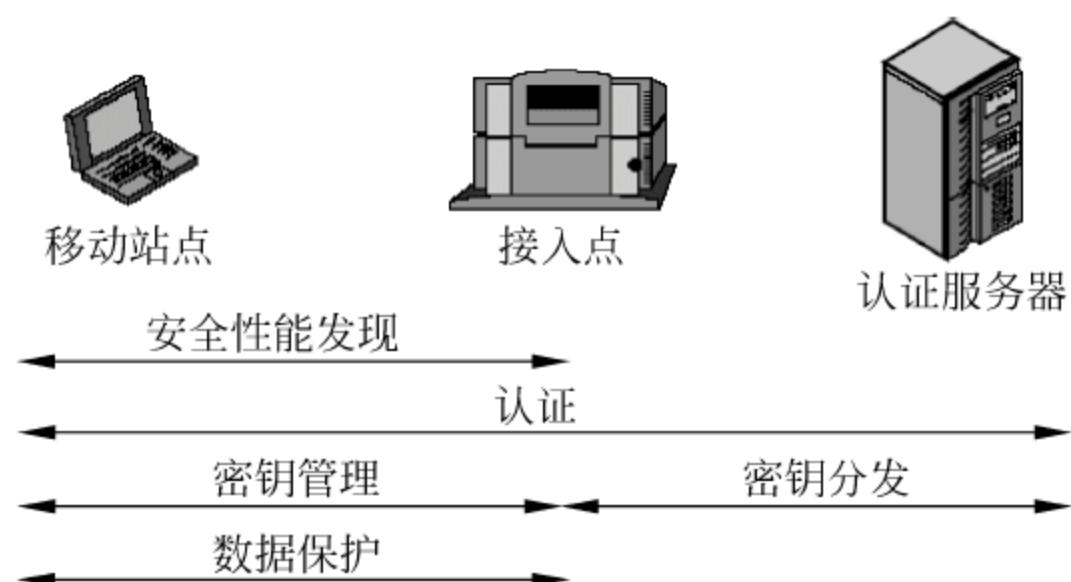 移动站点
接入点
认证服务器
安全性能发现
认证
密钥管理
密钥分发
数据保护